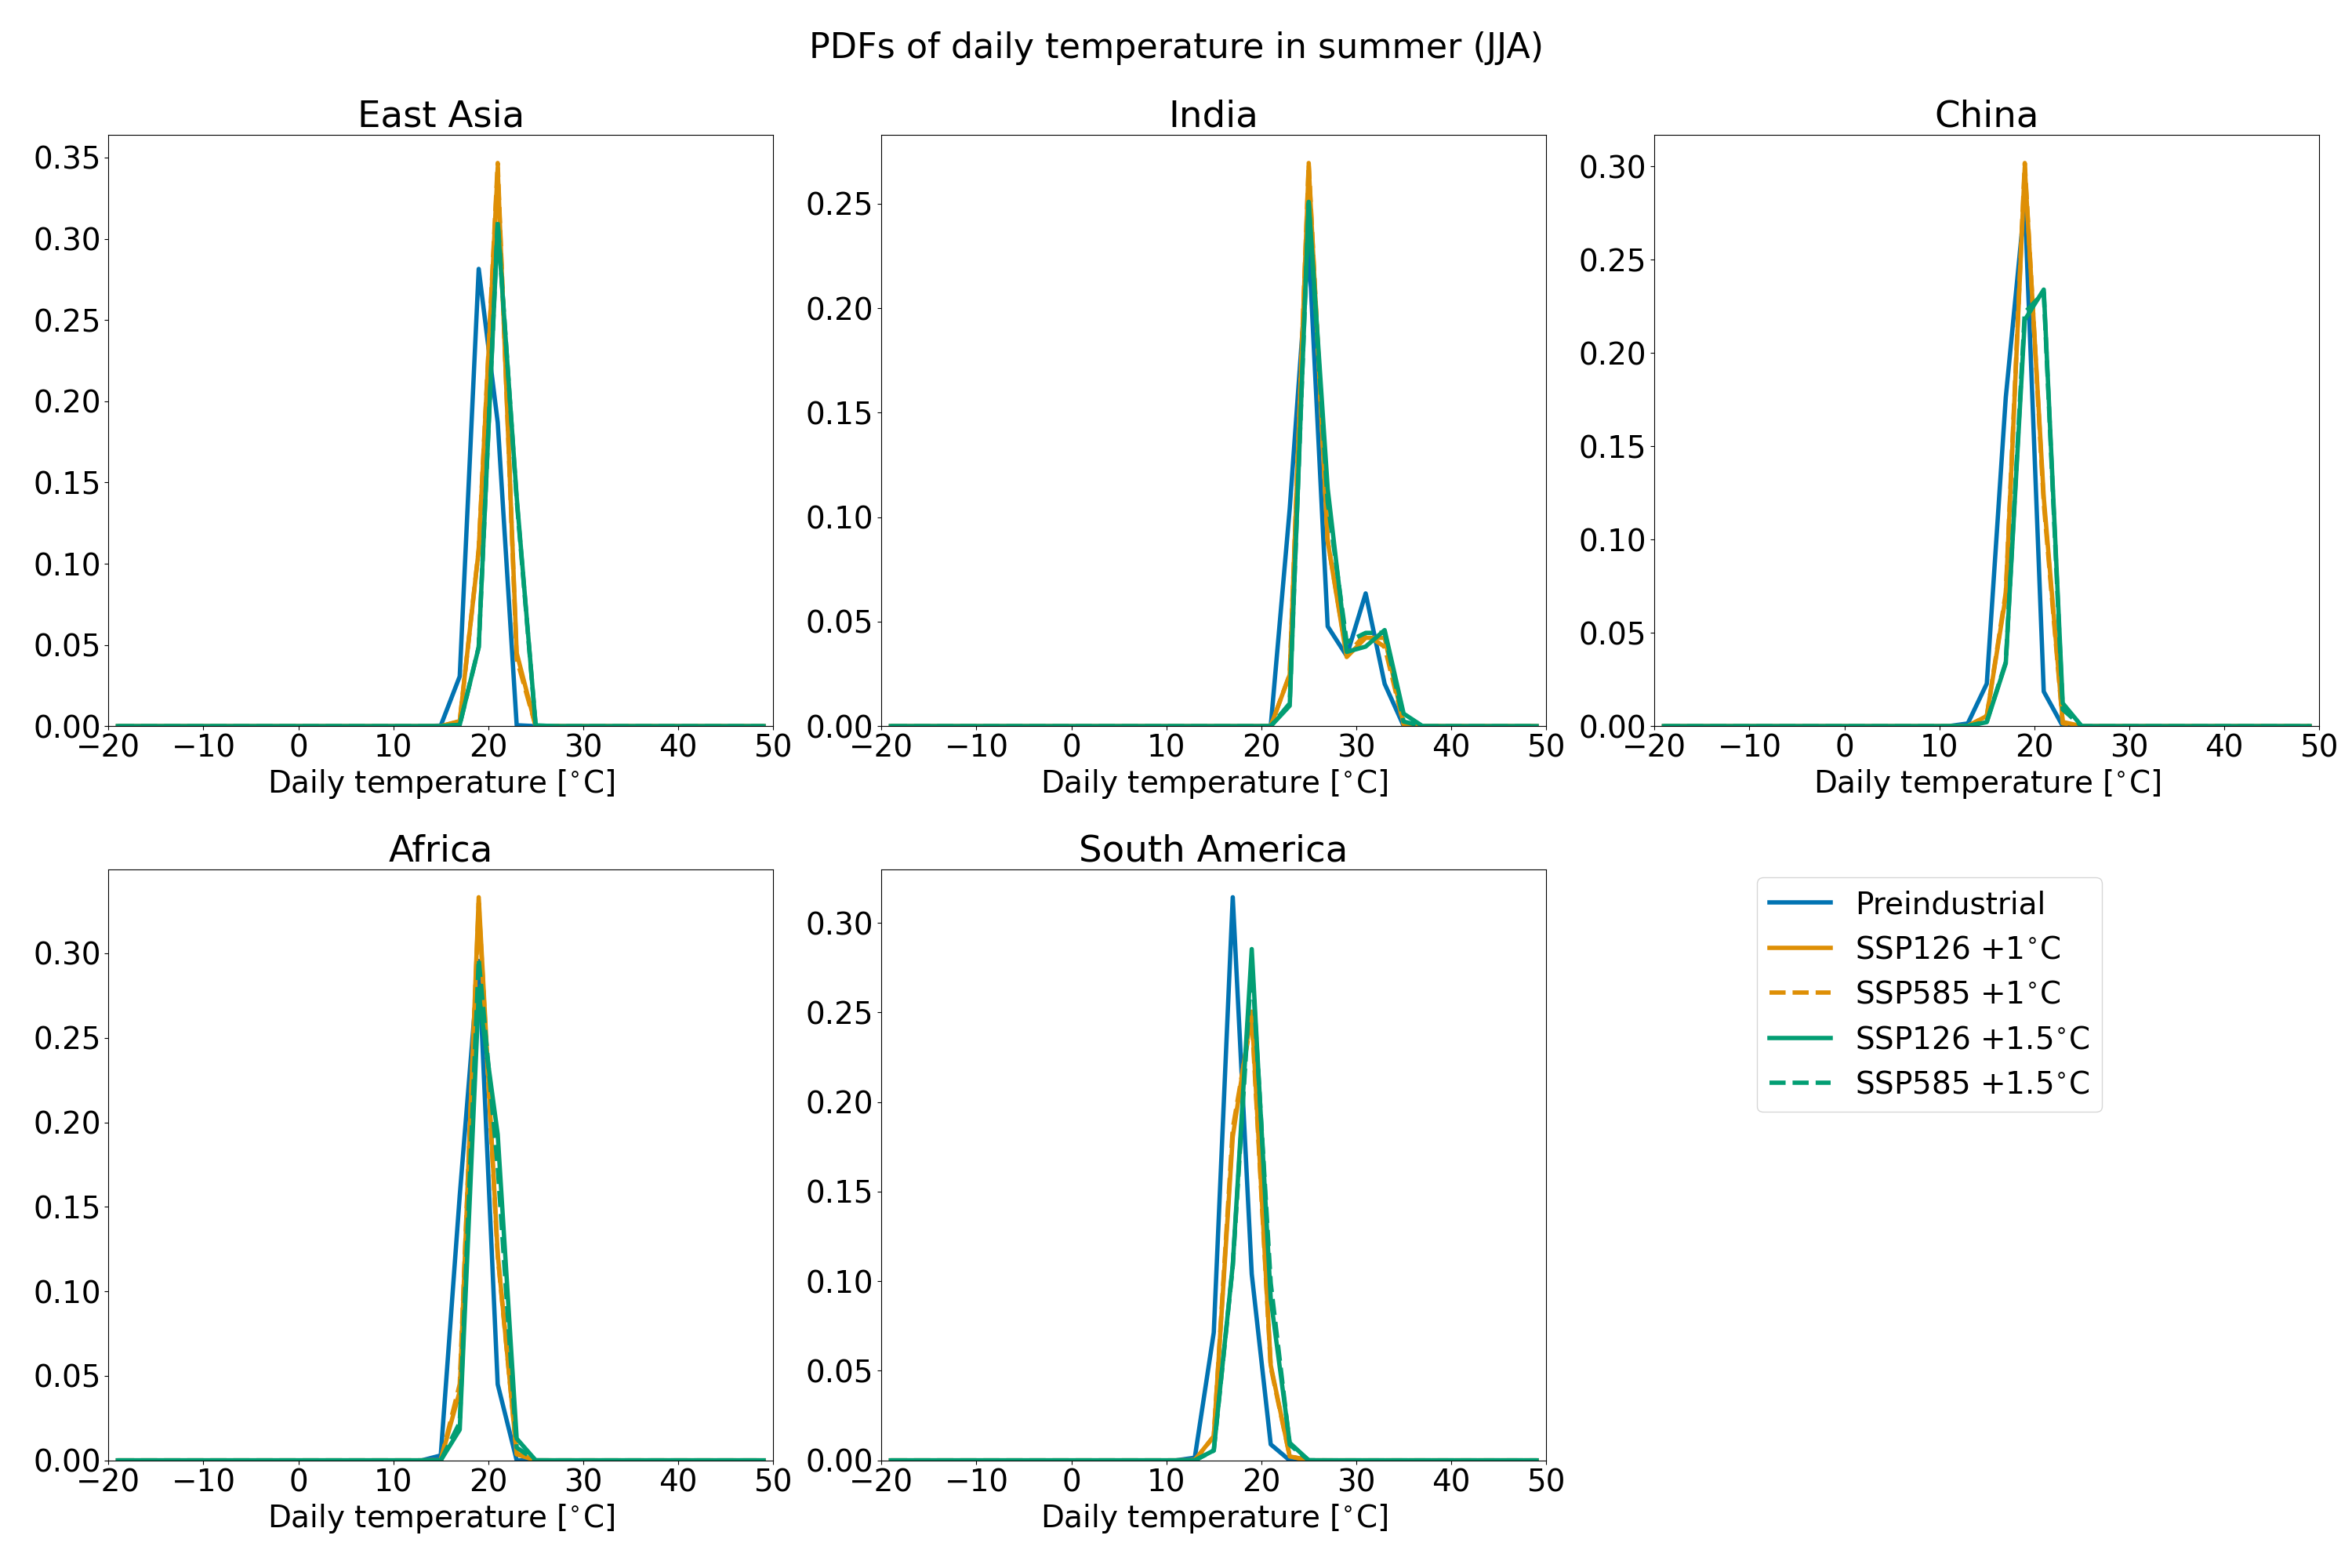 PDFs of daily temperature in summer (JJA)
East Asia
0.35
0.30
0.25
0.20
0.15
0.10
0.05
0.00
−20 −10 0 10 20 30 40 50
Daily temperature [°C]
India
0.25
0.20
0.15
0.10
0.05
0.00
−20 −10 0 10 20 30 40 50
Daily temperature [°C]
China
0.30
0.25
0.20
0.15
0.10
0.05
0.00
−20 −10 0 10 20 30 40 50
Daily temperature [°C]
Africa
0.30
0.25
0.20
0.15
0.10
0.05
0.00
−20 −10 0 10 20 30 40 50
Daily temperature [°C]
South America
0.30
0.25
0.20
0.15
0.10
0.05
0.00
−20 −10 0 10 20 30 40 50
Daily temperature [°C]
Preindustrial
SSP126 +1°C
SSP585 +1°C
SSP126 +1.5°C
SSP585 +1.5°C